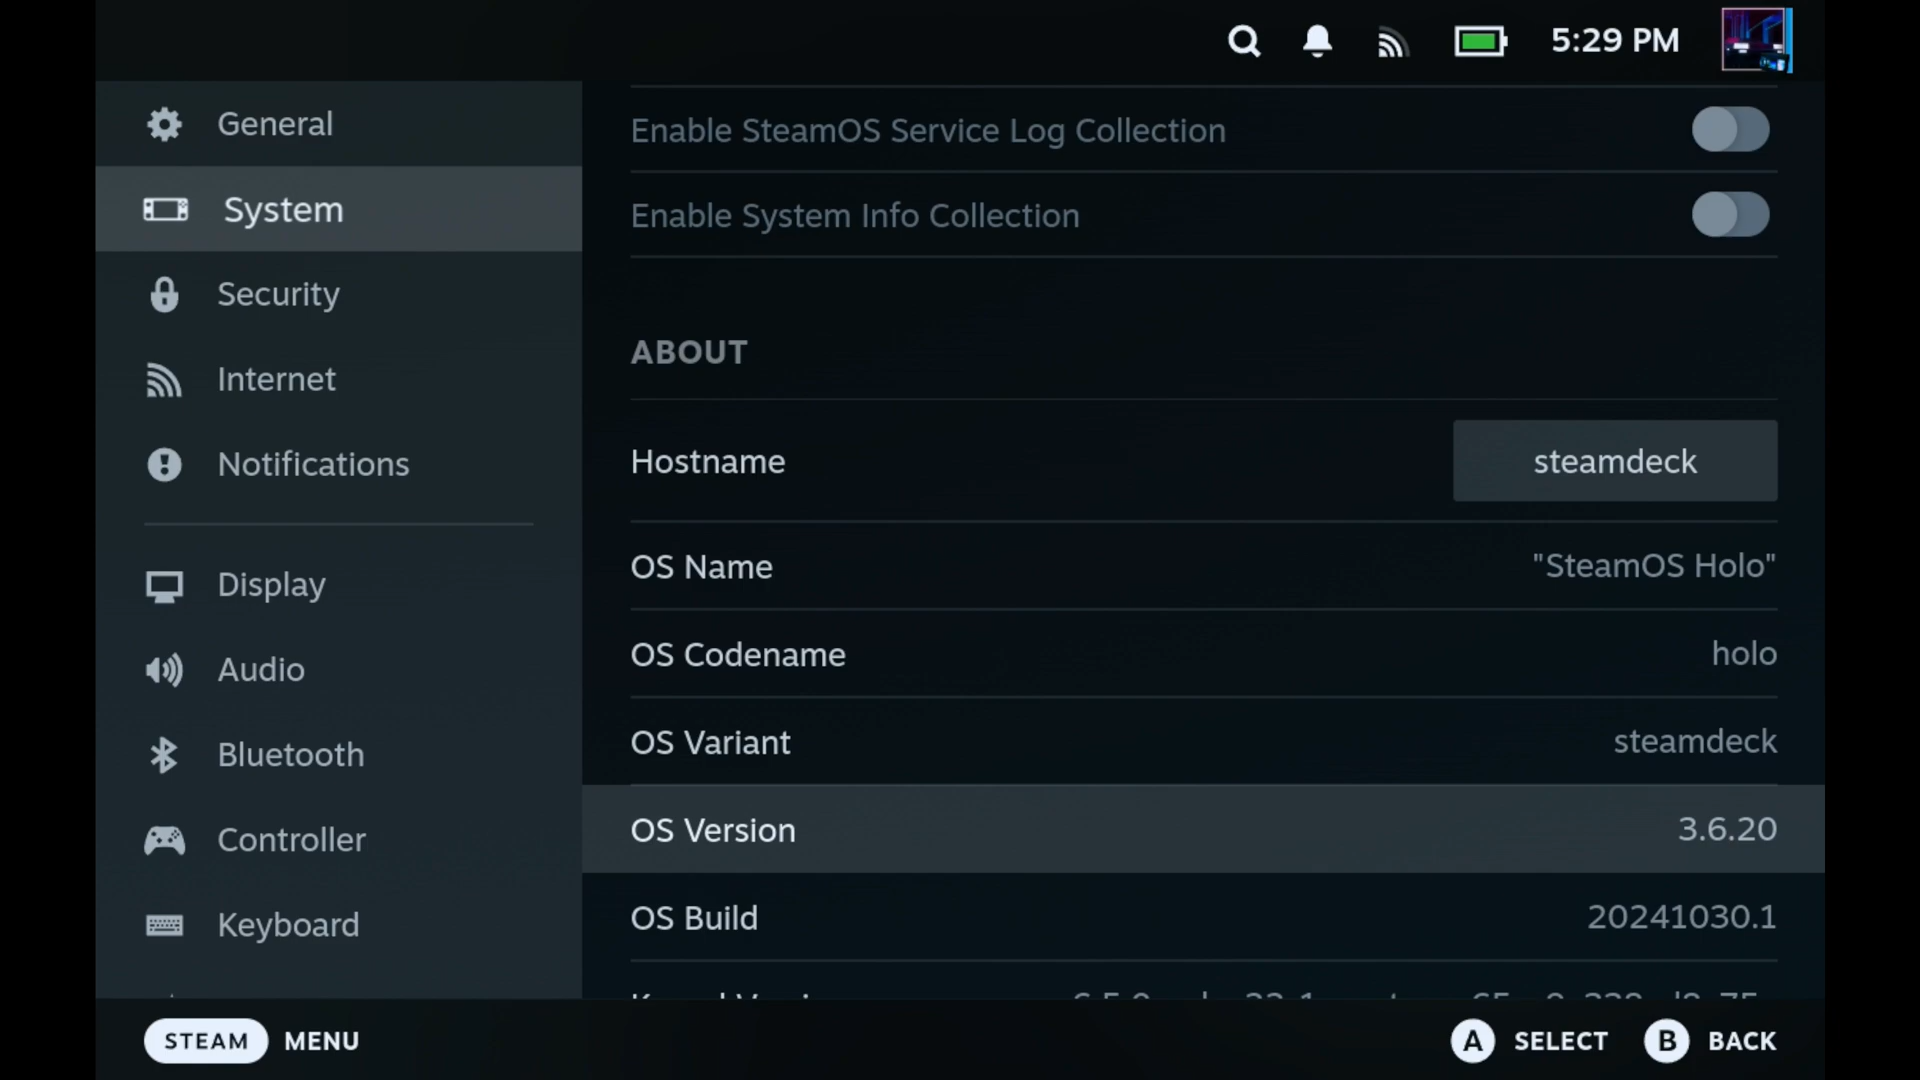 5:29 PM
General
System
Security
Internet
Notifications
Display
Audio
Bluetooth
Controller
Keyboard
Enable SteamOS Service Log Collection
Enable System Info Collection
ABOUT
Hostname steamdeck
OS Name "SteamOS Holo"
OS Codename holo
OS Variant steamdeck
OS Version 3.6.20
OS Build 20241030.1
STEAM MENU A SELECT B BACK